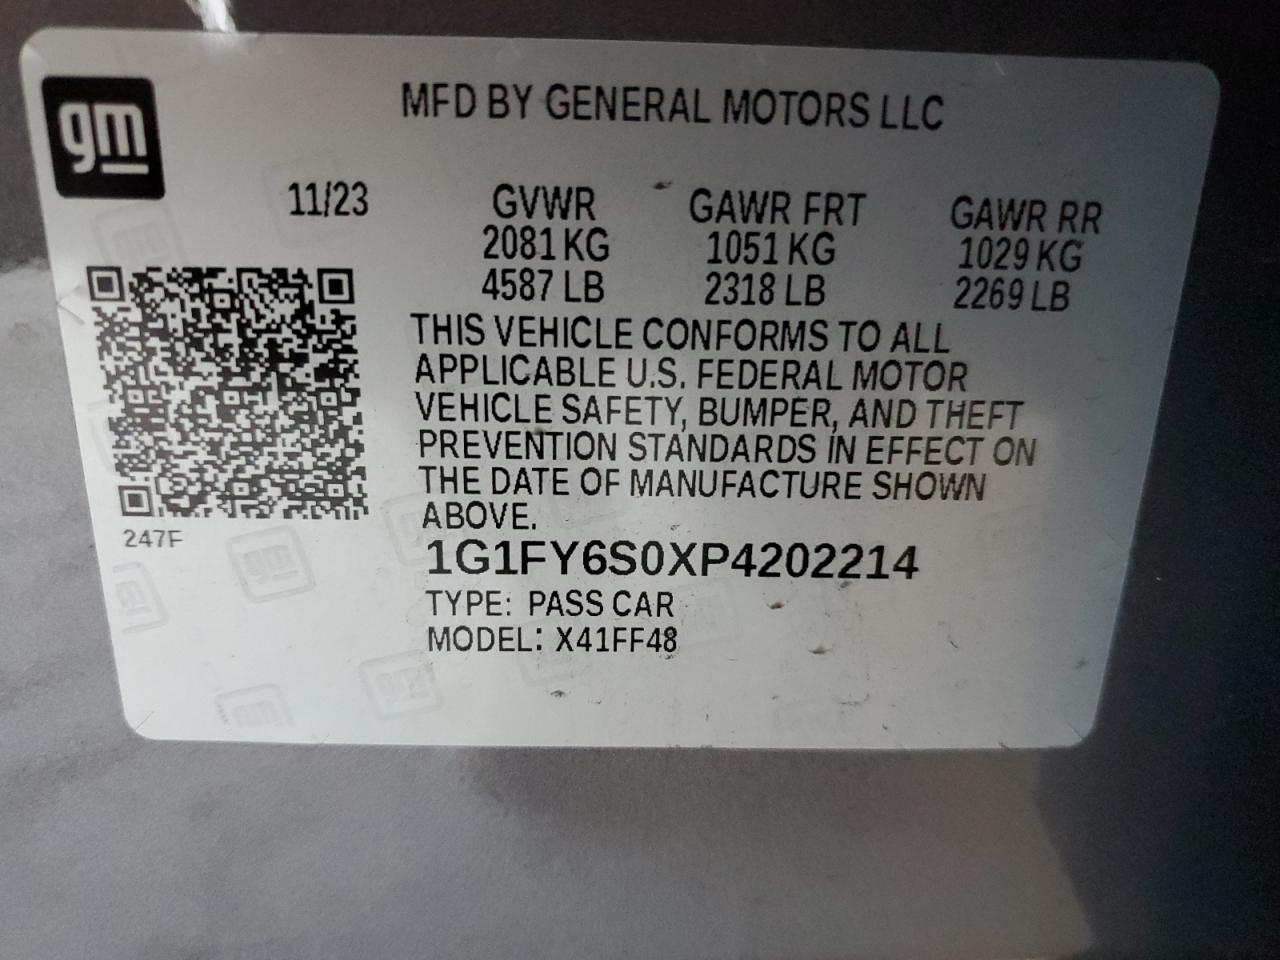 gm
MFD BY GENERAL MOTORS LLC
11/23 GVWR GAWR FRT GAWR RR
2081 KG 1051 KG 1029 KG
4587 LB 2318 LB 2269 LB
THIS VEHICLE CONFORMS TO ALL
APPLICABLE U.S. FEDERAL MOTOR
VEHICLE SAFETY, BUMPER, AND THEFT
PREVENTION STANDARDS IN EFFECT ON
THE DATE OF MANUFACTURE SHOWN
ABOVE.
247F
1G1FY6S0XP4202214
TYPE: PASS CAR
MODEL: X41FF48